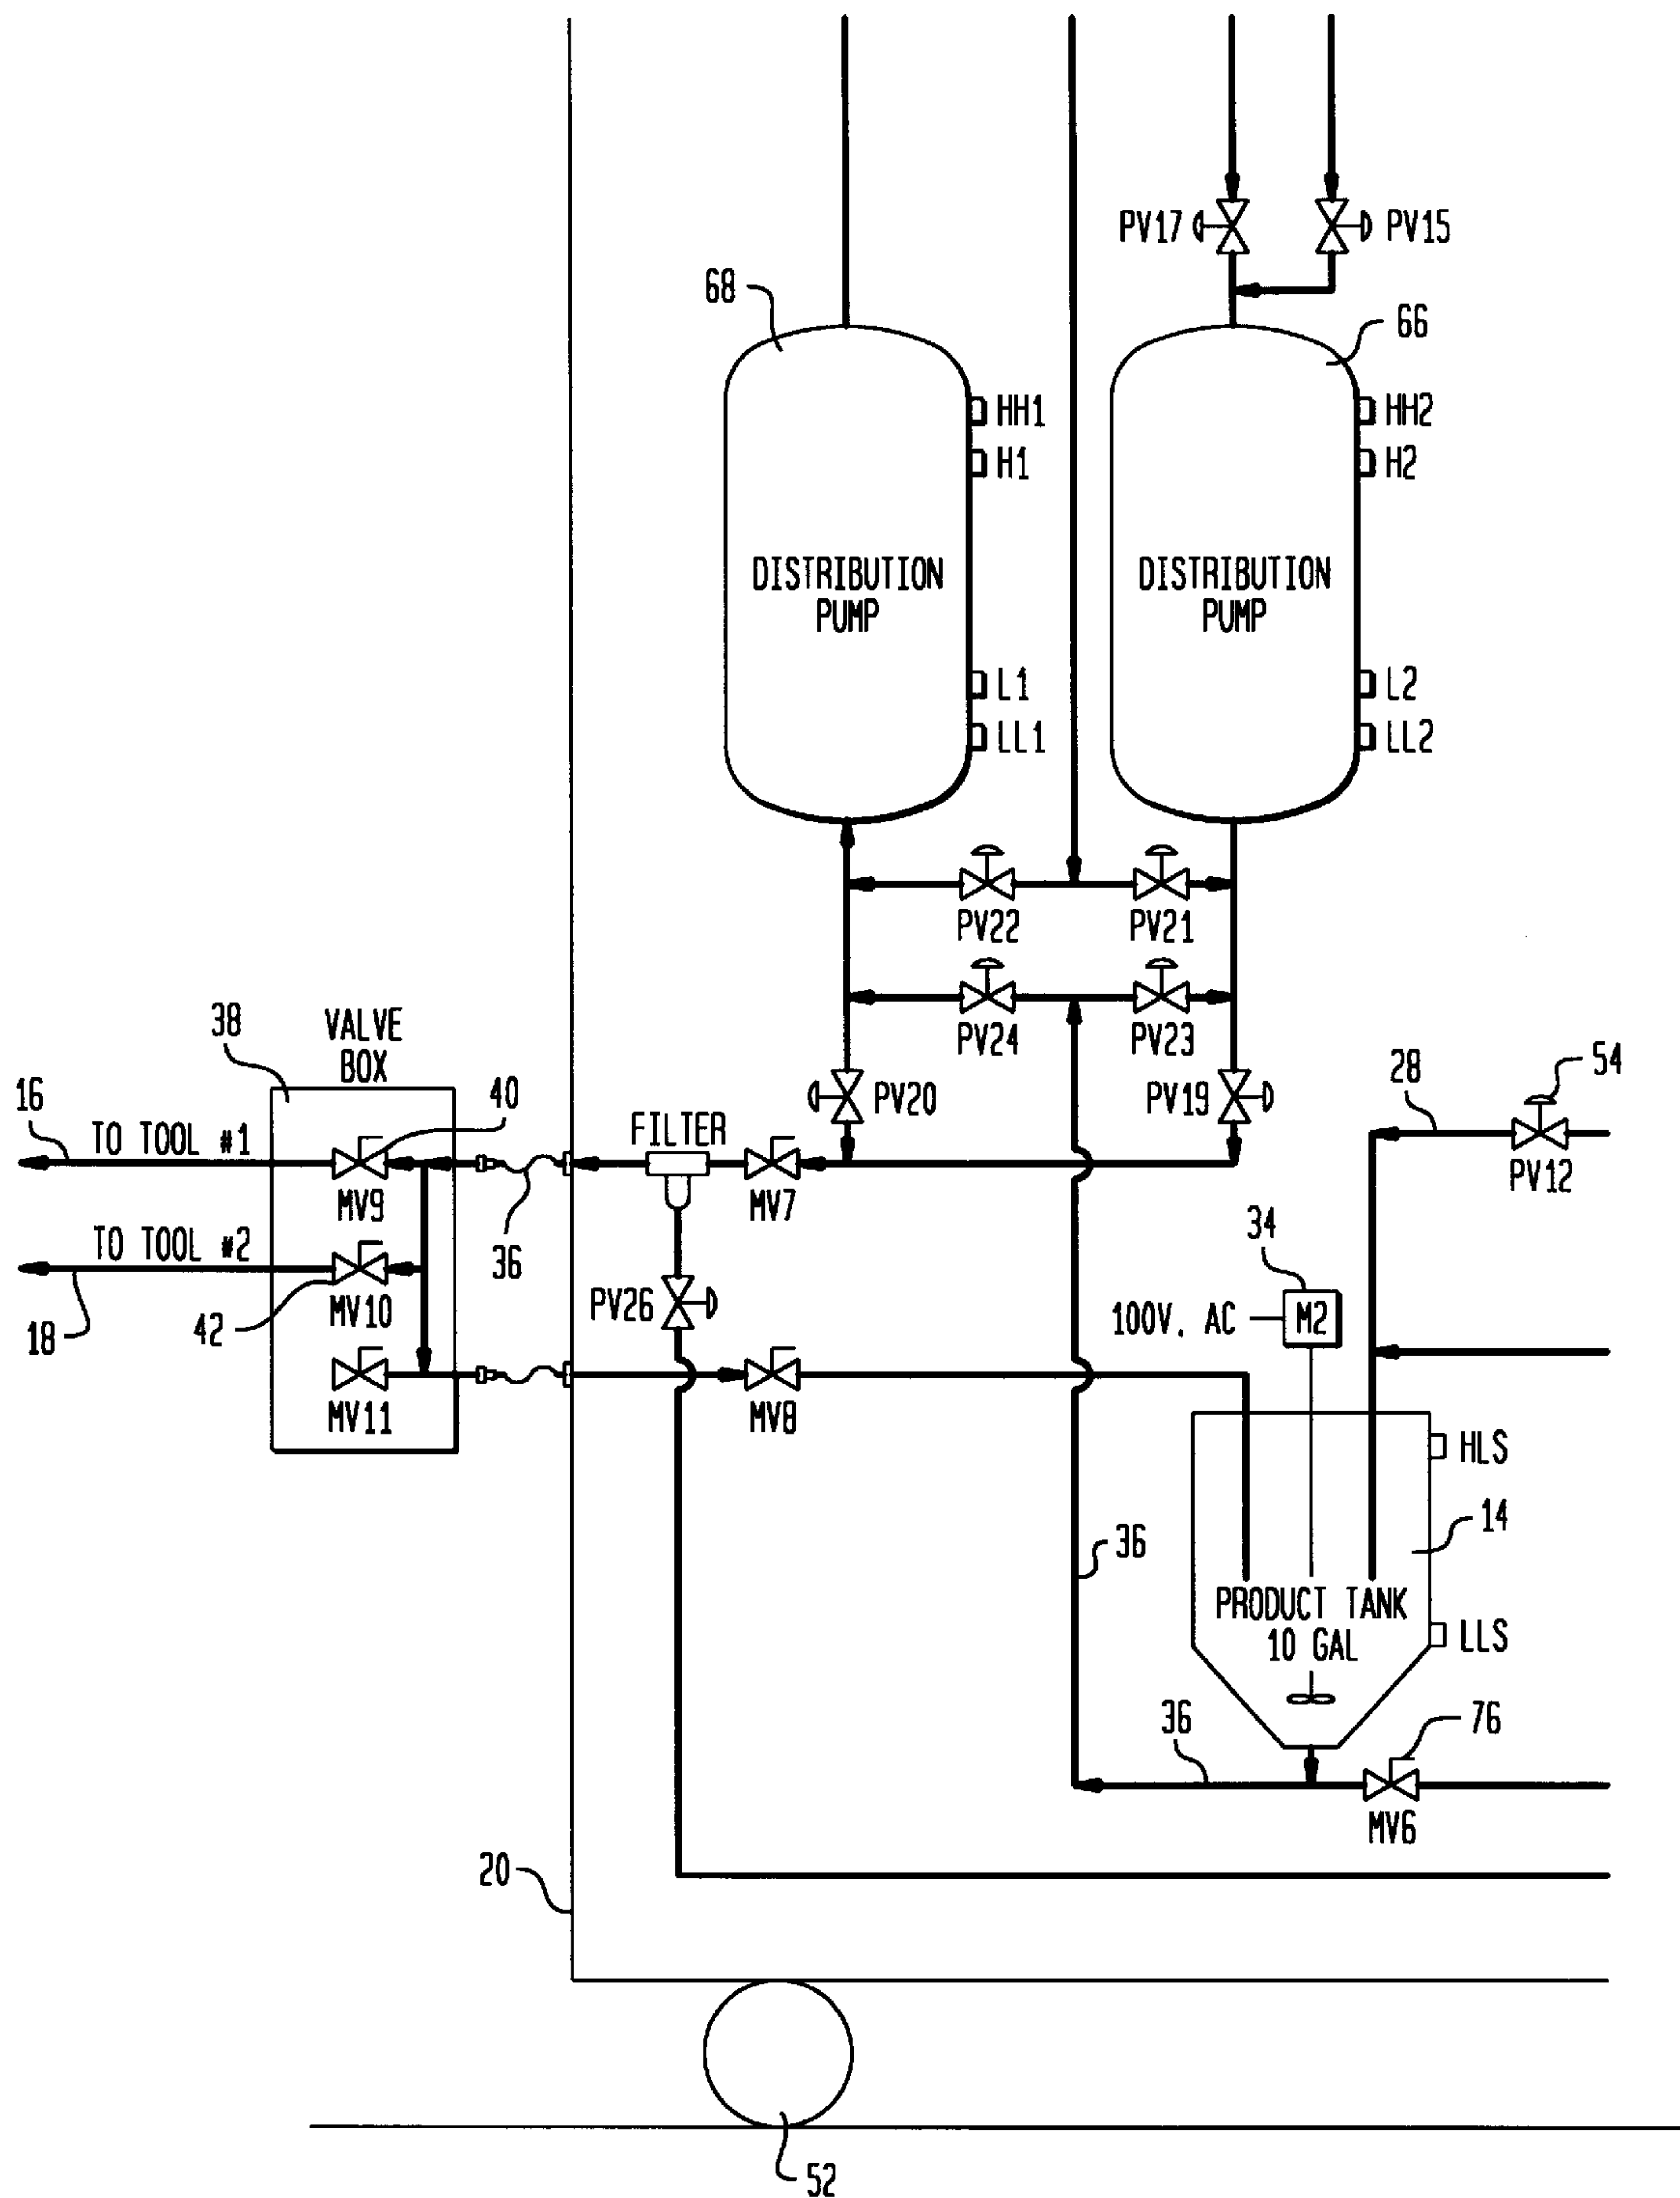 PV17
PV15
68
66
HH1
HH2
H1
H2
DISTRIBUTION
PUMP
DISTRIBUTION
PUMP
L1
L2
LL1
LL2
PV22
PV21
38
VALVE
BOX
PV24
PV23
54
28
16
TO TOOL #1
40
FILTER
PV20
PV19
PV12
MV9
MV7
34
TO TOOL #2
36
18
42
MV10
PV26
100V. AC
M2
MV11
MV8
HLS
14
36
PRODUCT TANK
10 GAL
LLS
36
76
MV6
20
52